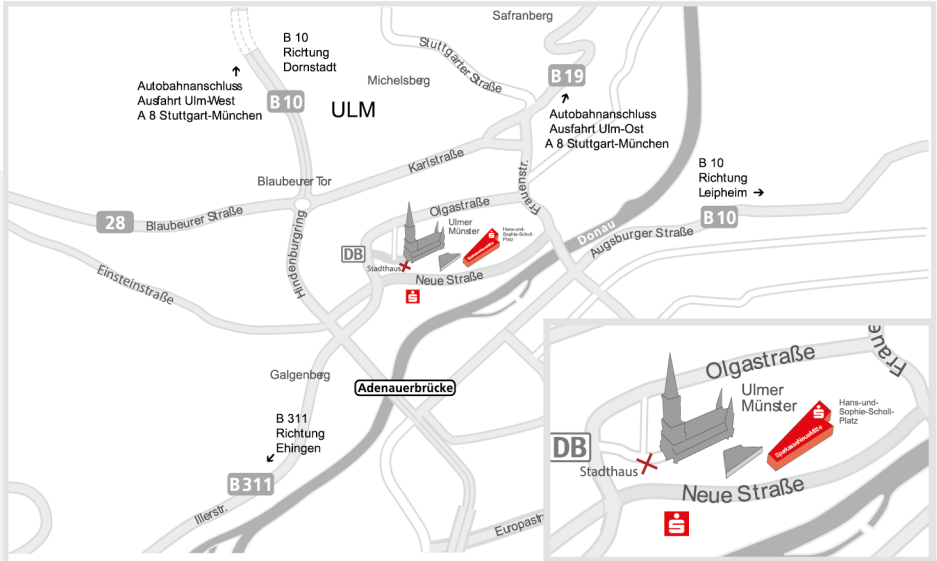 Safranberg
B 10
Richtung
Dornstadt
Stuttgarter Straße
Michelsberg
B 19
Autobahnanschluss
Ausfahrt Ulm-West
A 8 Stuttgart-München
B 10
ULM
Autobahnanschluss
Ausfahrt Ulm-Ost
A 8 Stuttgart-München
Karlstraße
B 10
Richtung
Leipheim
Blaubeurer Tor
Frauenstr.
Olgastraße
28
Blaubeurer Straße
Ulmer
Münster
Hans-und-
Sophie-Scholl-
Platz
Donau
B 10
Augsburger Straße
DB
Stadthaus
Neue Straße
Hindenburgring
Einsteinstraße
Galgenberg
Adenauerbrücke
B 311
Richtung
Ehingen
B 311
Illerstr.
Europastr
Olgastraße
Fraue
Ulmer
Münster
Hans-und-
Sophie-Scholl-
Platz
SparkasseNeueMitte
DB
Stadthaus
Neue Straße